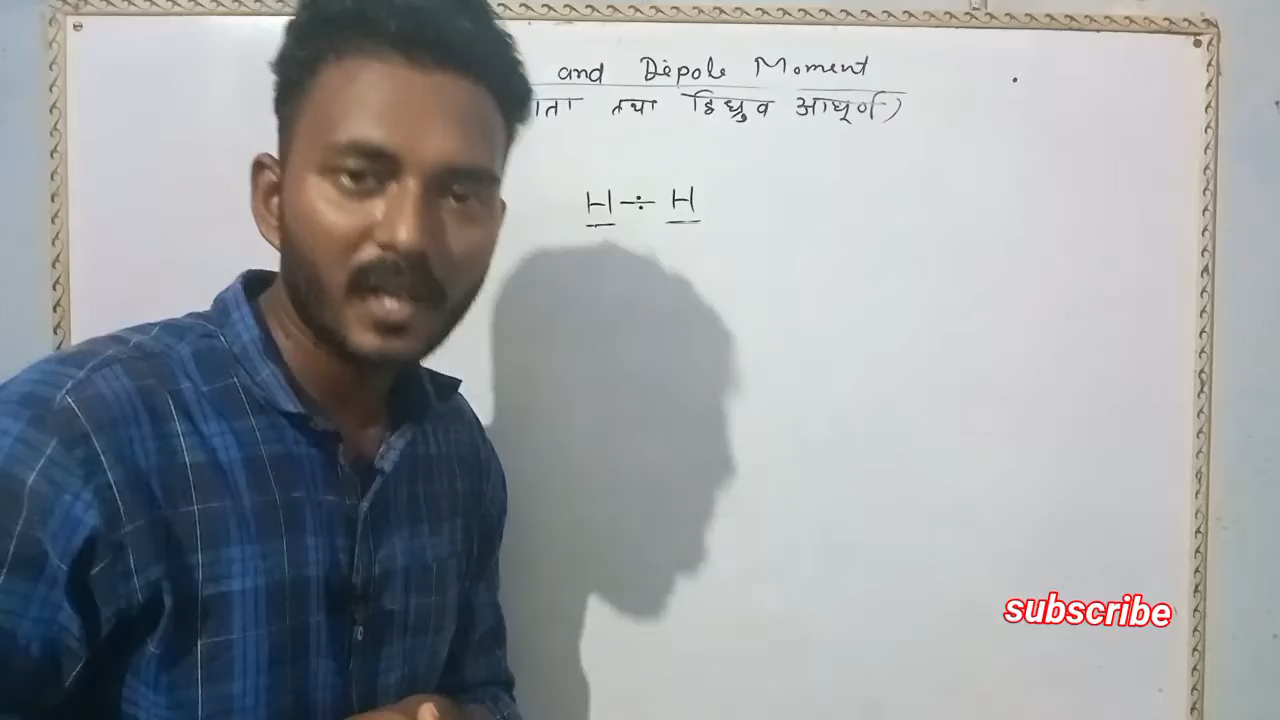 and Dipole Moment
ता तथा द्विध्रुव आघूर्ण)
H ÷ H
subscribe